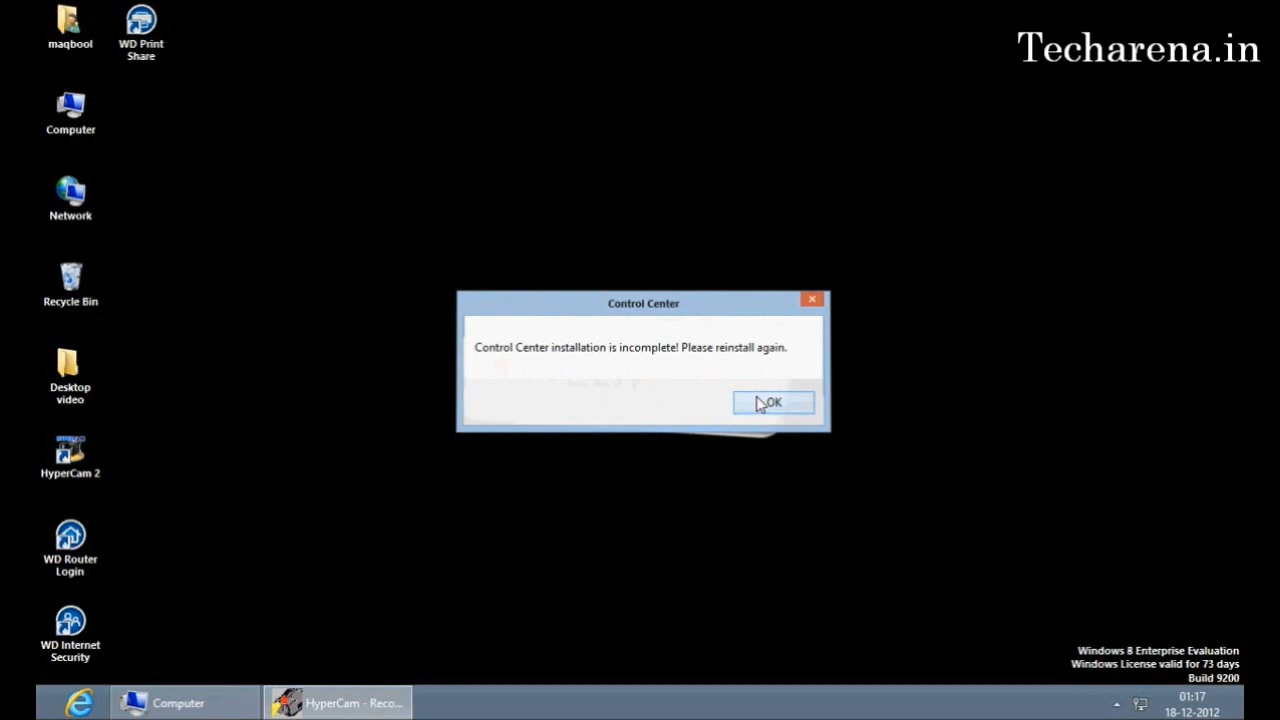 Techarena.in
maqbool
WD Print
Share
Computer
Network
Recycle Bin
Desktop
video
HyperCam 2
WD Router
Login
WD Internet
Security
Control Center
Control Center installation is incomplete! Please reinstall again.
OK
Windows 8 Enterprise Evaluation
Windows License valid for 73 days
Build 9200
Computer
HyperCam - Reco...
01:17
18-12-2012